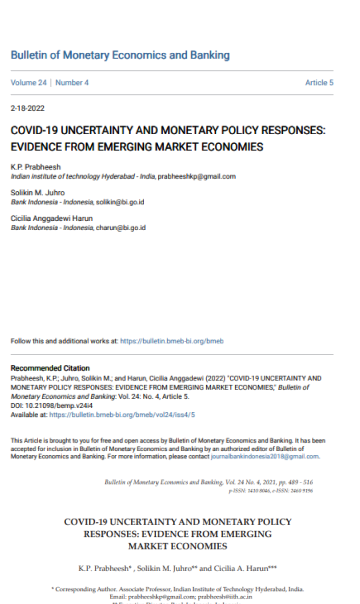 Bulletin of Monetary Economics and Banking
Volume 24 | Number 4
Article 5
2-18-2022
COVID-19 UNCERTAINTY AND MONETARY POLICY RESPONSES:
EVIDENCE FROM EMERGING MARKET ECONOMIES
K.P. Prabheesh
Indian institute of technology Hyderabad - India, prabheeshkp@gmail.com
Solikin M. Juhro
Bank Indonesia - Indonesia, solikin@bi.go.id
Cicilia Anggadewi Harun
Bank Indonesia - Indonesia, charun@bi.go.id
Follow this and additional works at: https://bulletin.bmeb-bi.org/bmeb
Recommended Citation
Prabheesh, K.P.; Juhro, Solikin M.; and Harun, Cicilia Anggadewi (2022) "COVID-19 UNCERTAINTY AND
MONETARY POLICY RESPONSES: EVIDENCE FROM EMERGING MARKET ECONOMIES," Bulletin of
Monetary Economics and Banking: Vol. 24: No. 4, Article 5.
DOI: 10.21098/bemp.v24i4
Available at: https://bulletin.bmeb-bi.org/bmeb/vol24/iss4/5
This Article is brought to you for free and open access by Bulletin of Monetary Economics and Banking. It has been
accepted for inclusion in Bulletin of Monetary Economics and Banking by an authorized editor of Bulletin of
Monetary Economics and Banking. For more information, please contact journalbankindonesia2018@gmail.com.
Bulletin of Monetary Economics and Banking, Vol. 24 No. 4, 2021, pp. 489 - 516
p-ISSN: 1410 8046, e-ISSN: 2460 9196
COVID-19 UNCERTAINTY AND MONETARY POLICY
RESPONSES: EVIDENCE FROM EMERGING
MARKET ECONOMIES
K.P. Prabheesh* , Solikin M. Juhro** and Cicilia A. Harun***
* Corresponding Author. Associate Professor, Indian Institute of Technology Hyderabad, India.
Email: prabheeshkp@gmail.com; prabheesh@iith.ac.in